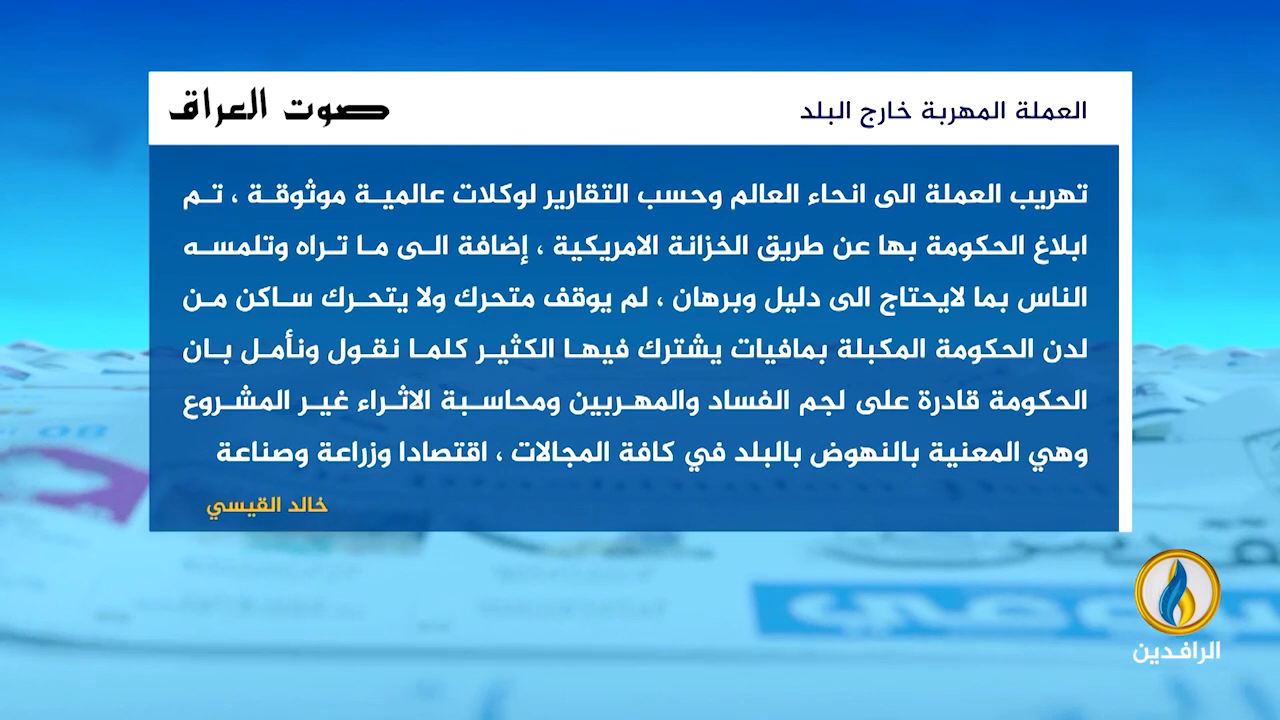 العملة المهربة خارج البلد
صوت العراق
تهريب العملة الى انحاء العالم وحسب التقارير لوكلات عالمية موثوقة ، تم
ابلاغ الحكومة بها عن طريق الخزانة الامريكية ، إضافة الى ما تراه وتلمسه
الناس بما لايحتاج الى دليل وبرهان ، لم يوقف متحرك ولا يتحرك ساكن من
لدن الحكومة المكبلة بمافيات يشترك فيها الكثير كلما نقول ونأمل بان
الحكومة قادرة على لجم الفساد والمهربين ومحاسبة الاثراء غير المشروع
وهي المعنية بالنهوض بالبلد في كافة المجالات ، اقتصادا وزراعة وصناعة
خالد القيسي
الرافدين